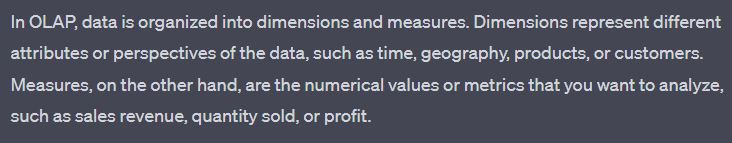 In OLAP, data is organized into dimensions and measures. Dimensions represent different
attributes or perspectives of the data, such as time, geography, products, or customers.
Measures, on the other hand, are the numerical values or metrics that you want to analyze,
such as sales revenue, quantity sold, or profit.